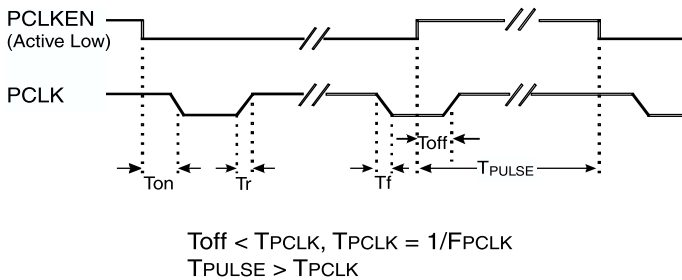 PCLKEN
(Active Low)
PCLK
Ton
Tr
Tf
Toff
TPULSE
Toff < TPCLK, TPCLK = 1/FPCLK
TPULSE > TPCLK